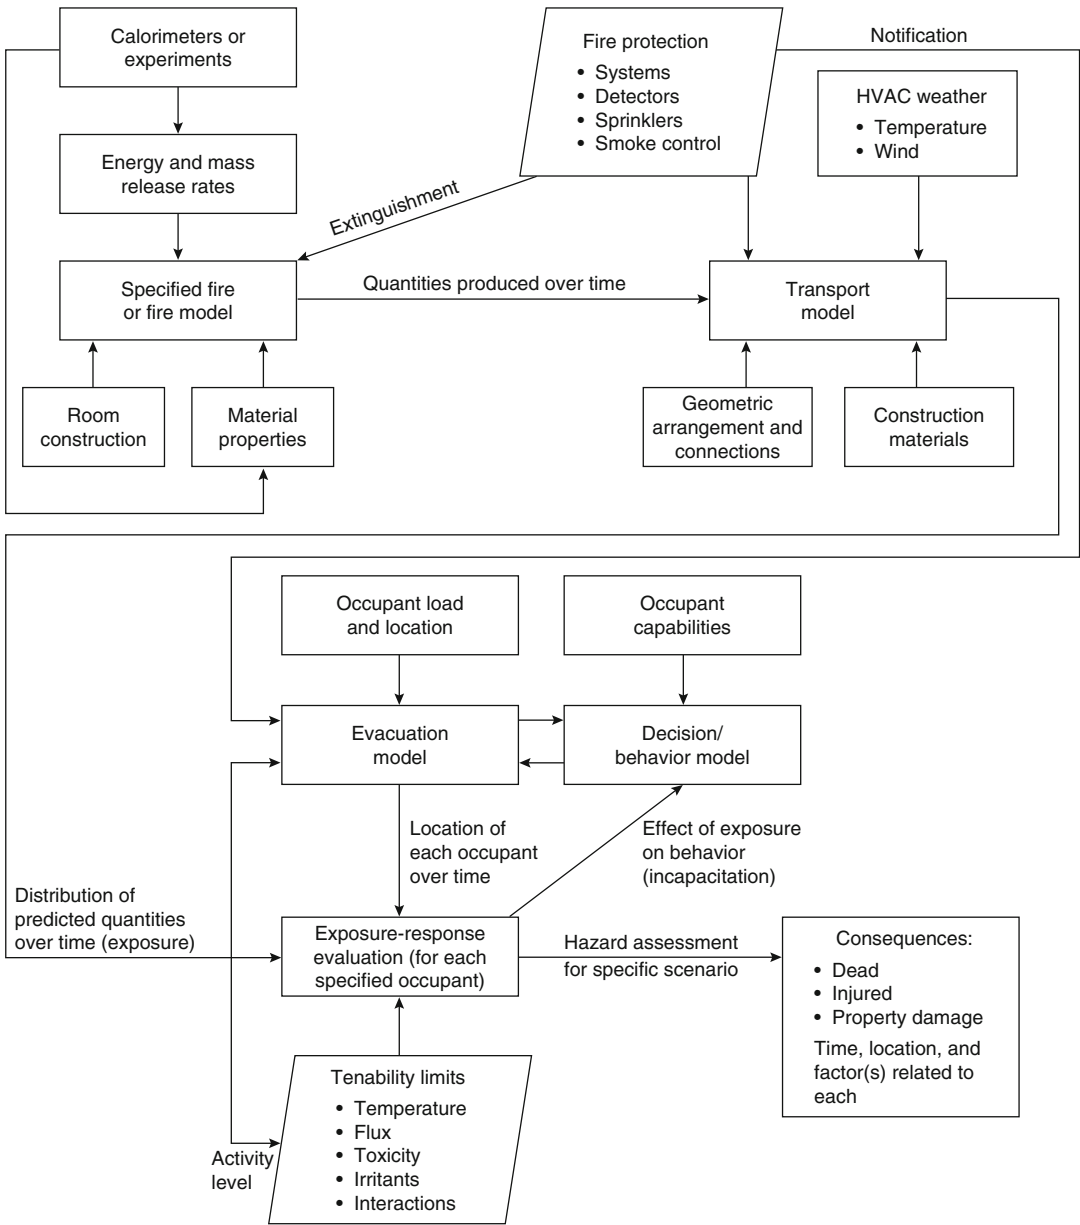 Calorimeters or
experiments
Fire protection
• Systems
• Detectors
• Sprinklers
• Smoke control
Notification
HVAC weather
• Temperature
• Wind
Energy and mass
release rates
Extinguishment
Specified fire
or fire model
Quantities produced over time
Transport
model
Room
construction
Material
properties
Geometric
arrangement and
connections
Construction
materials
Occupant load
and location
Occupant
capabilities
Evacuation
model
Decision/
behavior model
Location of
each occupant
over time
Effect of exposure
on behavior
(incapacitation)
Distribution of
predicted quantities
over time (exposure)
Exposure-response
evaluation (for each
specified occupant)
Hazard assessment
for specific scenario
Consequences:
• Dead
• Injured
• Property damage
Time, location, and
factor(s) related to
each
Tenability limits
• Temperature
• Flux
• Toxicity
• Irritants
• Interactions
Activity
level